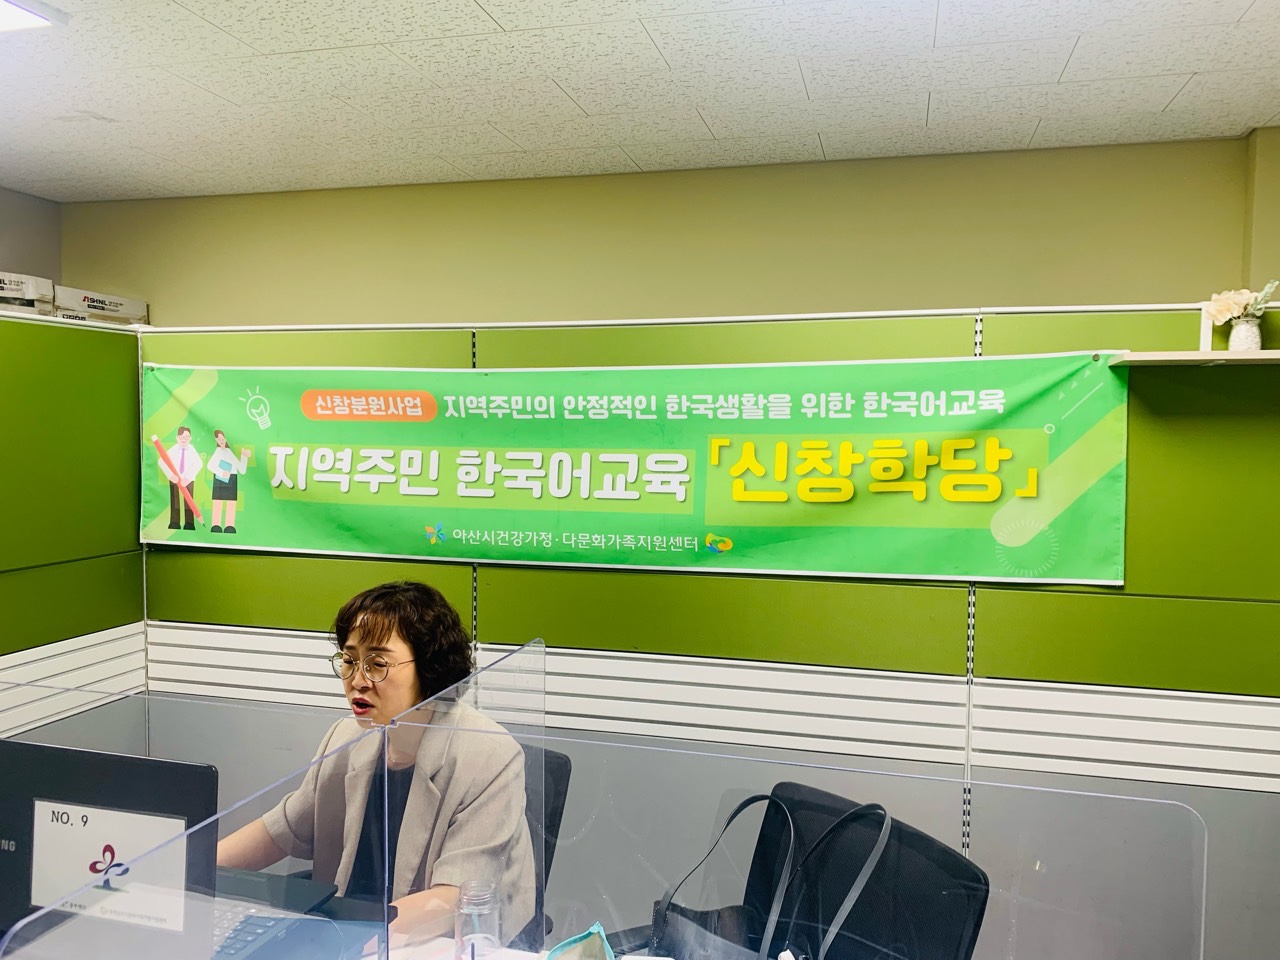 신창분원사업 지역주민의 안정적인 한국생활을 위한 한국어교육
지역주민 한국어교육 「신창학당」
아산시건강가정·다문화가족지원센터
ASHNL
NO. 9